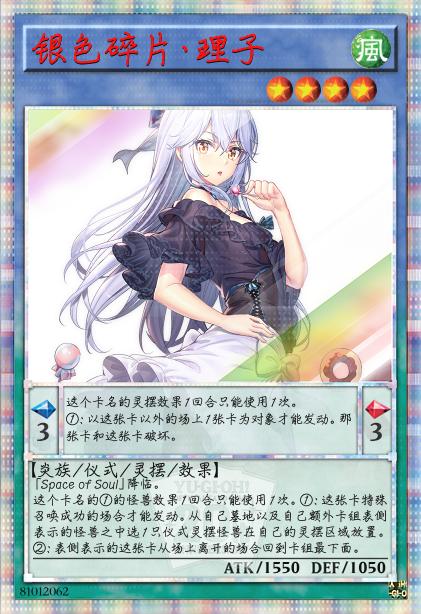 银色碎片·理子
風
这个卡名的灵摆效果1回合只能使用1次。
①:以这张卡以外的场上1张卡为对象才能发动。那
张卡和这张卡破坏。
3
3
【炎族/仪式/灵摆/效果】
「Space of Soul」降临。
这个卡名的①的怪兽效果1回合只能使用1次。①:这张卡特殊
召唤成功的场合才能发动。从自己墓地以及自己额外卡组表侧
表示的怪兽之中选1只仪式灵摆怪兽在自己的灵摆区域放置。
②:表侧表示的这张卡从场上离开的场合回到卡组最下面。
YU-GI-OH!
ATK/1550 DEF/1050
81012062